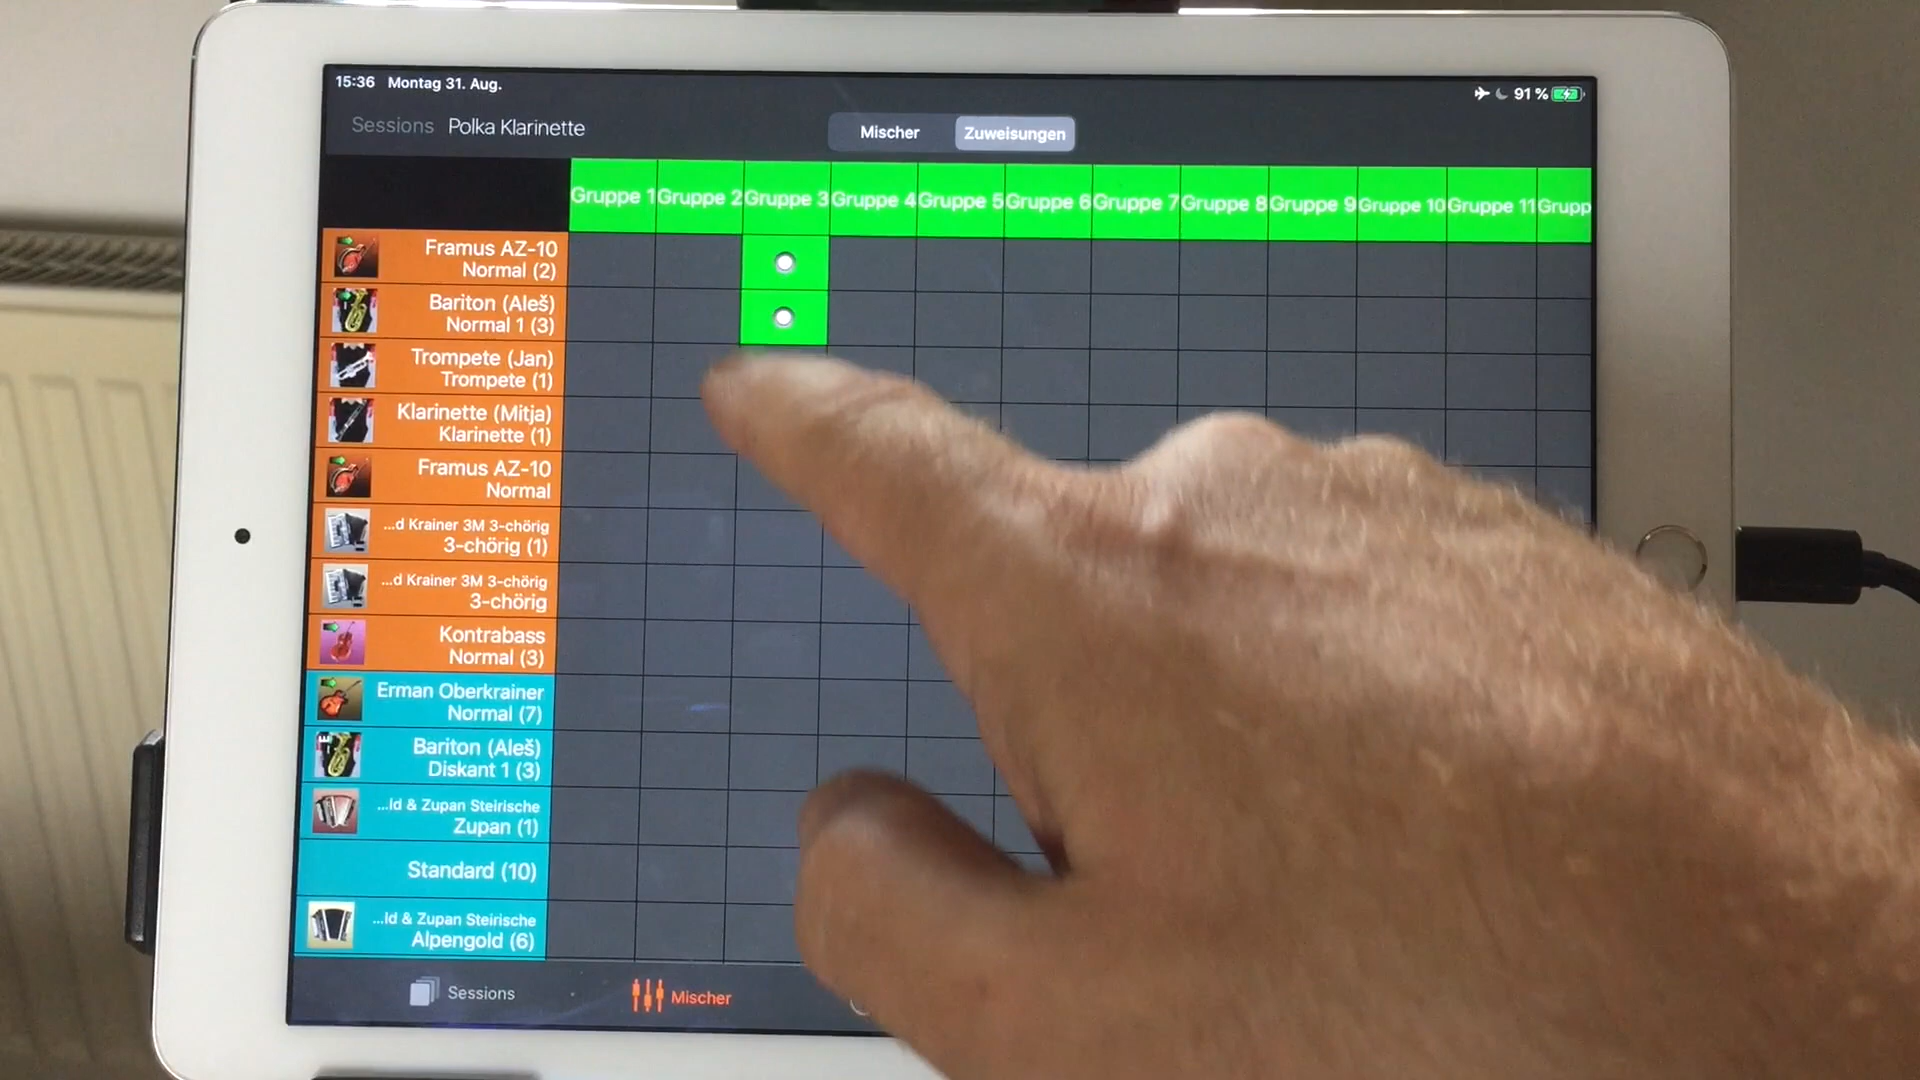 15:36 Montag 31. Aug.
91 %
Sessions Polka Klarinette
Mischer
Zuweisungen
Gruppe 1 Gruppe 2 Gruppe 3 Gruppe 4 Gruppe 5 Gruppe 6 Gruppe 7 Gruppe 8 Gruppe 9 Gruppe 10 Gruppe 11 Grupp
Framus AZ-10
Normal (2)
Bariton (Aleš)
Normal 1 (3)
Trompete (Jan)
Trompete (1)
Klarinette (Mitja)
Klarinette (1)
Framus AZ-10
Normal
...d Krainer 3M 3-chörig
3-chörig (1)
...d Krainer 3M 3-chörig
3-chörig
Kontrabass
Normal (3)
Erman Oberkrainer
Normal (7)
Bariton (Aleš)
Diskant 1 (3)
...ld & Zupan Steirische
Zupan (1)
Standard (10)
...ld & Zupan Steirische
Alpengold (6)
Sessions
Mischer